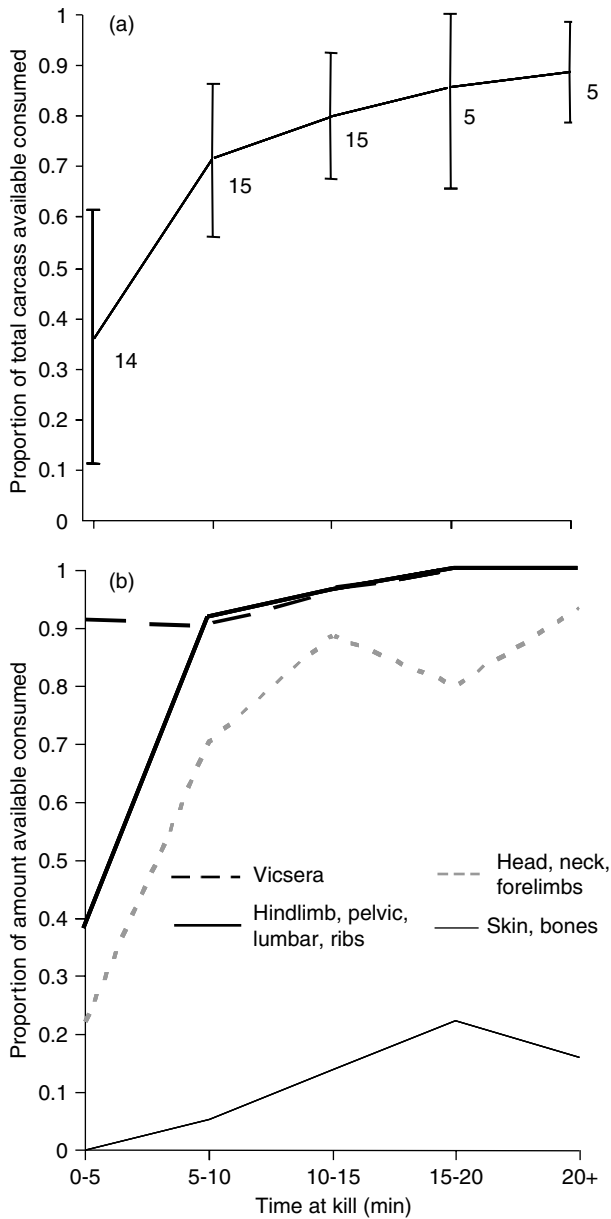 (a)
Proportion of total carcass available consumed
1
0.9
0.8
0.7
0.6
0.5
0.4
0.3
0.2
0.1
0
14
15
15
5
5
(b)
Proportion of amount available consumed
1
0.9
0.8
0.7
0.6
0.5
0.4
0.3
0.2
0.1
0
Vicsera
Hindlimb, pelvic,
lumbar, ribs
Head, neck,
forelimbs
Skin, bones
0-5 5-10 10-15 15-20 20+
Time at kill (min)